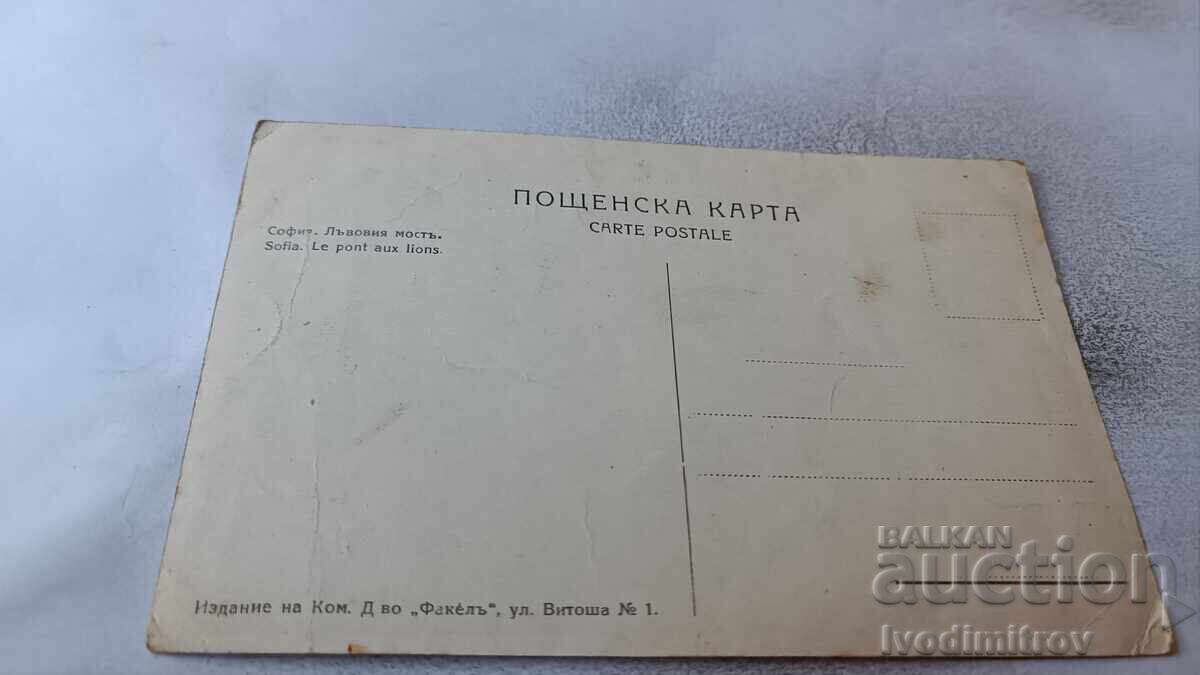 ПОЩЕНСКА КАРТА
CARTE POSTALE
София. Лъвовия мостъ.
Sofia. Le pont aux lions.
Издание на Ком. Д во „Факелъ“, ул. Витоша № 1.
BALKAN
auction
Ivodimitrov